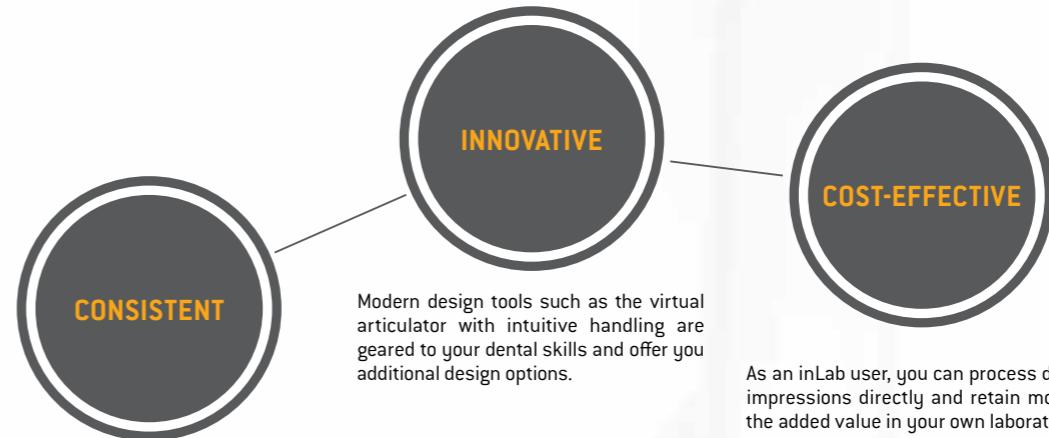 INNOVATIVE
COST-EFFECTIVE
CONSISTENT
Modern design tools such as the virtual
articulator with intuitive handling are
geared to your dental skills and offer you
additional design options.
As an inLab user, you can process
impressions directly and retain
the added value in your own